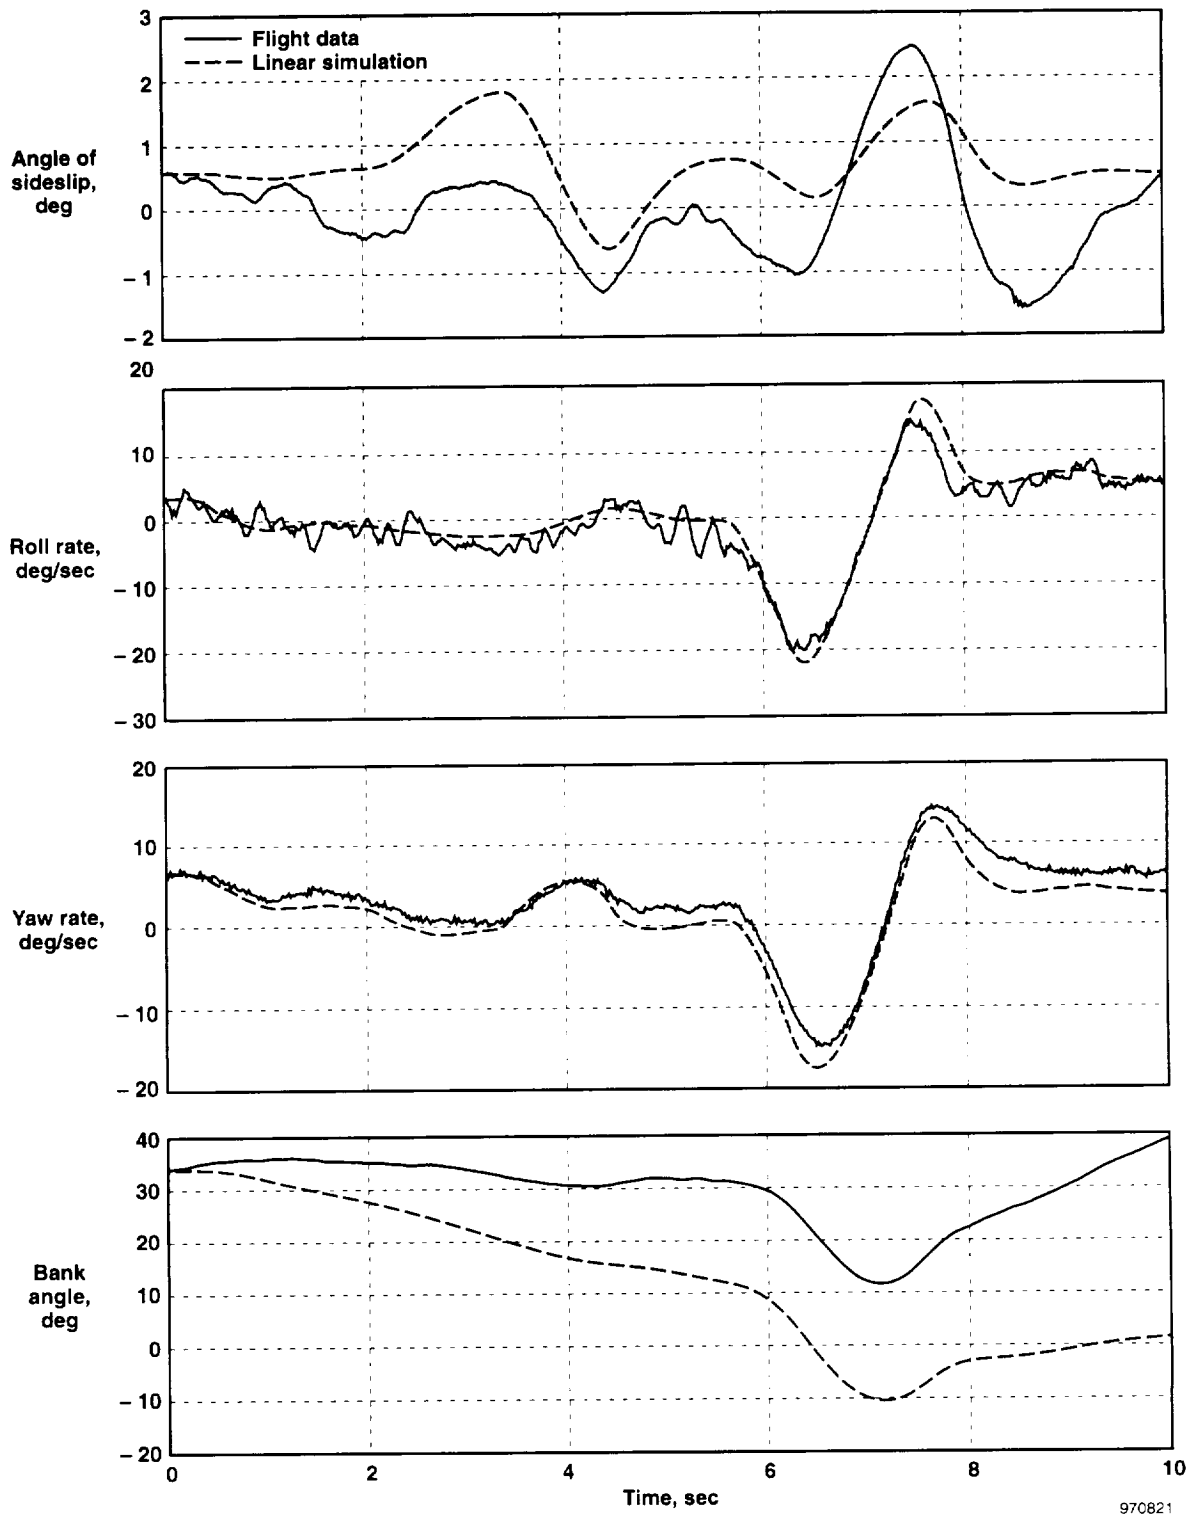 3
Flight data
Linear simulation
2
1
0
– 1
– 2
Angle of
sideslip,
deg
20
10
0
– 10
– 20
– 30
Roll rate,
deg/sec
20
10
0
– 10
– 20
Yaw rate,
deg/sec
40
30
20
10
0
– 10
– 20
Bank
angle,
deg
0 2 4 6 8 10
Time, sec
970821